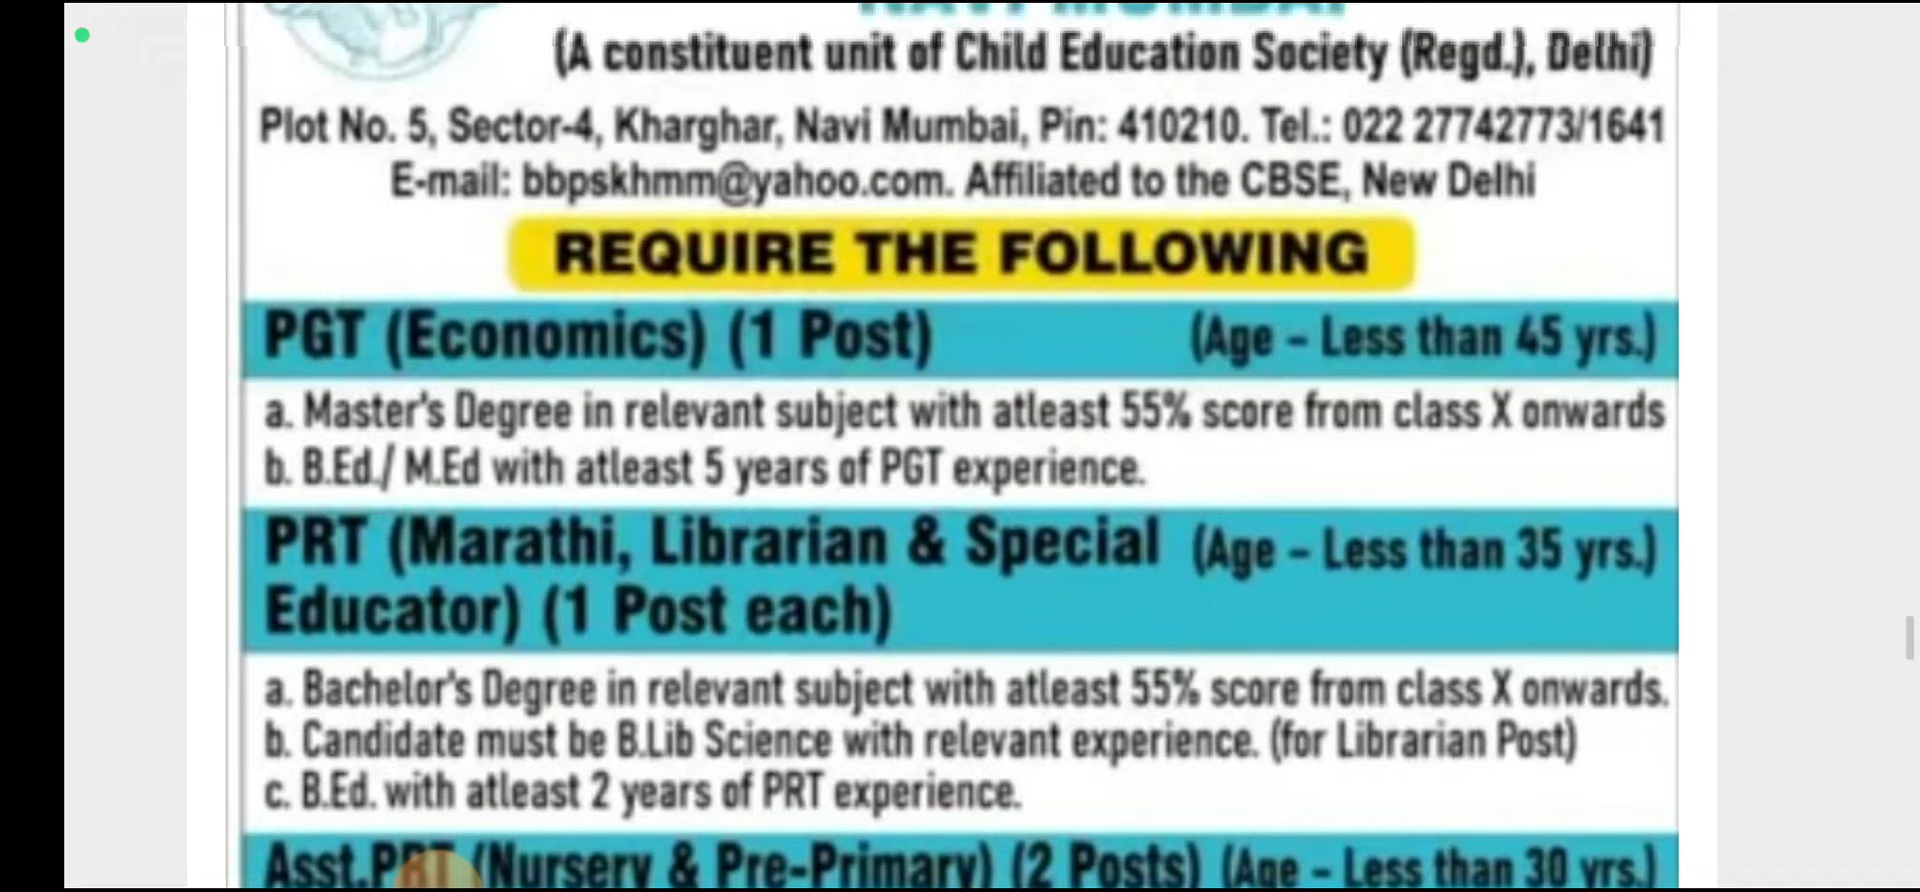 NAVI MUMBAI
(A constituent unit of Child Education Society (Regd.), Delhi)
Plot No. 5, Sector-4, Kharghar, Navi Mumbai, Pin: 410210. Tel.: 022 27742773/1641
E-mail: bbpskhmm@yahoo.com. Affiliated to the CBSE, New Delhi
REQUIRE THE FOLLOWING
PGT (Economics) (1 Post) (Age – Less than 45 yrs.)
a. Master's Degree in relevant subject with atleast 55% score from class X onwards
b. B.Ed./ M.Ed with atleast 5 years of PGT experience.
PRT (Marathi, Librarian & Special (Age – Less than 35 yrs.)
Educator) (1 Post each)
a. Bachelor's Degree in relevant subject with atleast 55% score from class X onwards.
b. Candidate must be B.Lib Science with relevant experience. (for Librarian Post)
c. B.Ed. with atleast 2 years of PRT experience.
Asst.PRT (Nursery & Pre-Primary) (2 Posts) (Age – Less than 30 yrs.)